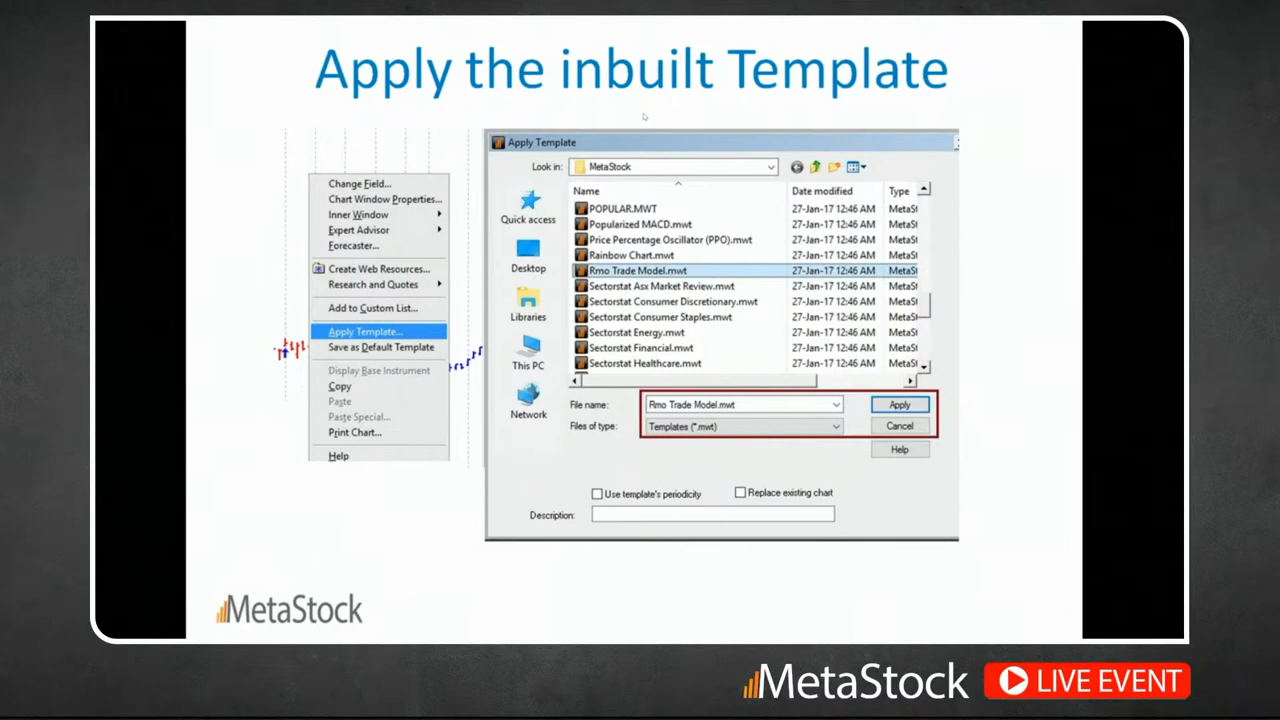 Apply the inbuilt Template
Change Field...
Chart Window Properties...
Inner Window
Expert Advisor
Forecaster...
Create Web Resources...
Research and Quotes
Add to Custom List...
Apply Template...
Save as Default Template
Display Base Instrument
Copy
Paste
Paste Special...
Print Chart...
Help
Apply Template
Look in: MetaStock
Quick access
Desktop
Libraries
This PC
Network
Name Date modified Type
POPULAR.MWT 27-Jan-17 12:46 AM MetaSt
Popularized MACD.mwt 27-Jan-17 12:46 AM MetaSt
Price Percentage Oscillator (PPO).mwt 27-Jan-17 12:46 AM MetaSt
Rainbow Chart.mwt 27-Jan-17 12:46 AM MetaSt
Rmo Trade Model.mwt 27-Jan-17 12:46 AM MetaSt
Sectorstat Asx Market Review.mwt 27-Jan-17 12:46 AM MetaSt
Sectorstat Consumer Discretionary.mwt 27-Jan-17 12:46 AM MetaSt
Sectorstat Consumer Staples.mwt 27-Jan-17 12:46 AM MetaSt
Sectorstat Energy.mwt 27-Jan-17 12:46 AM MetaSt
Sectorstat Financial.mwt 27-Jan-17 12:46 AM MetaSt
Sectorstat Healthcare.mwt 27-Jan-17 12:46 AM MetaSt
File name: Rmo Trade Model.mwt Apply
Files of type: Templates (*.mwt) Cancel
Help
Use template's periodicity Replace existing chart
Description:
MetaStock
MetaStock LIVE EVENT